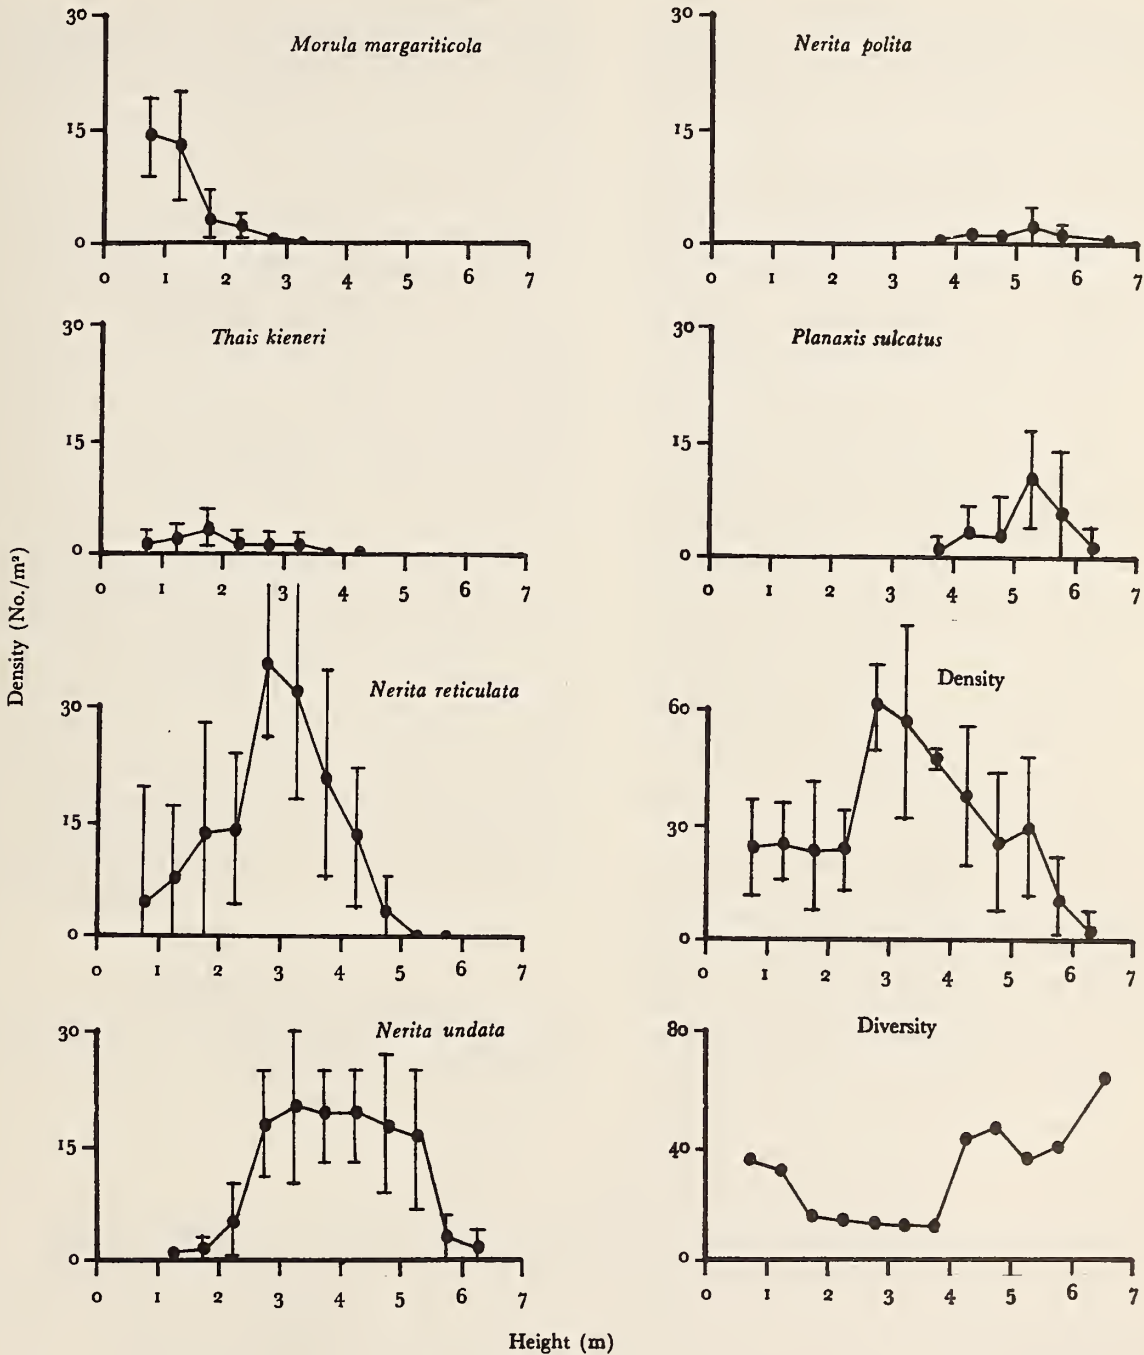 Morula margariticola
30
15
0
0 1 2 3 4 5 6 7
Nerita polita
30
15
0
0 1 2 3 4 5 6 7
Thais kieneri
30
15
0
0 1 2 3 4 5 6 7
Planaxis sulcatus
30
15
0
0 1 2 3 4 5 6 7
Density (No./m²)
Nerita reticulata
30
15
0
0 1 2 3 4 5 6 7
Density
60
30
0
0 1 2 3 4 5 6 7
Nerita undata
30
15
0
0 1 2 3 4 5 6 7
Diversity
80
40
0
0 1 2 3 4 5 6 7
Height (m)